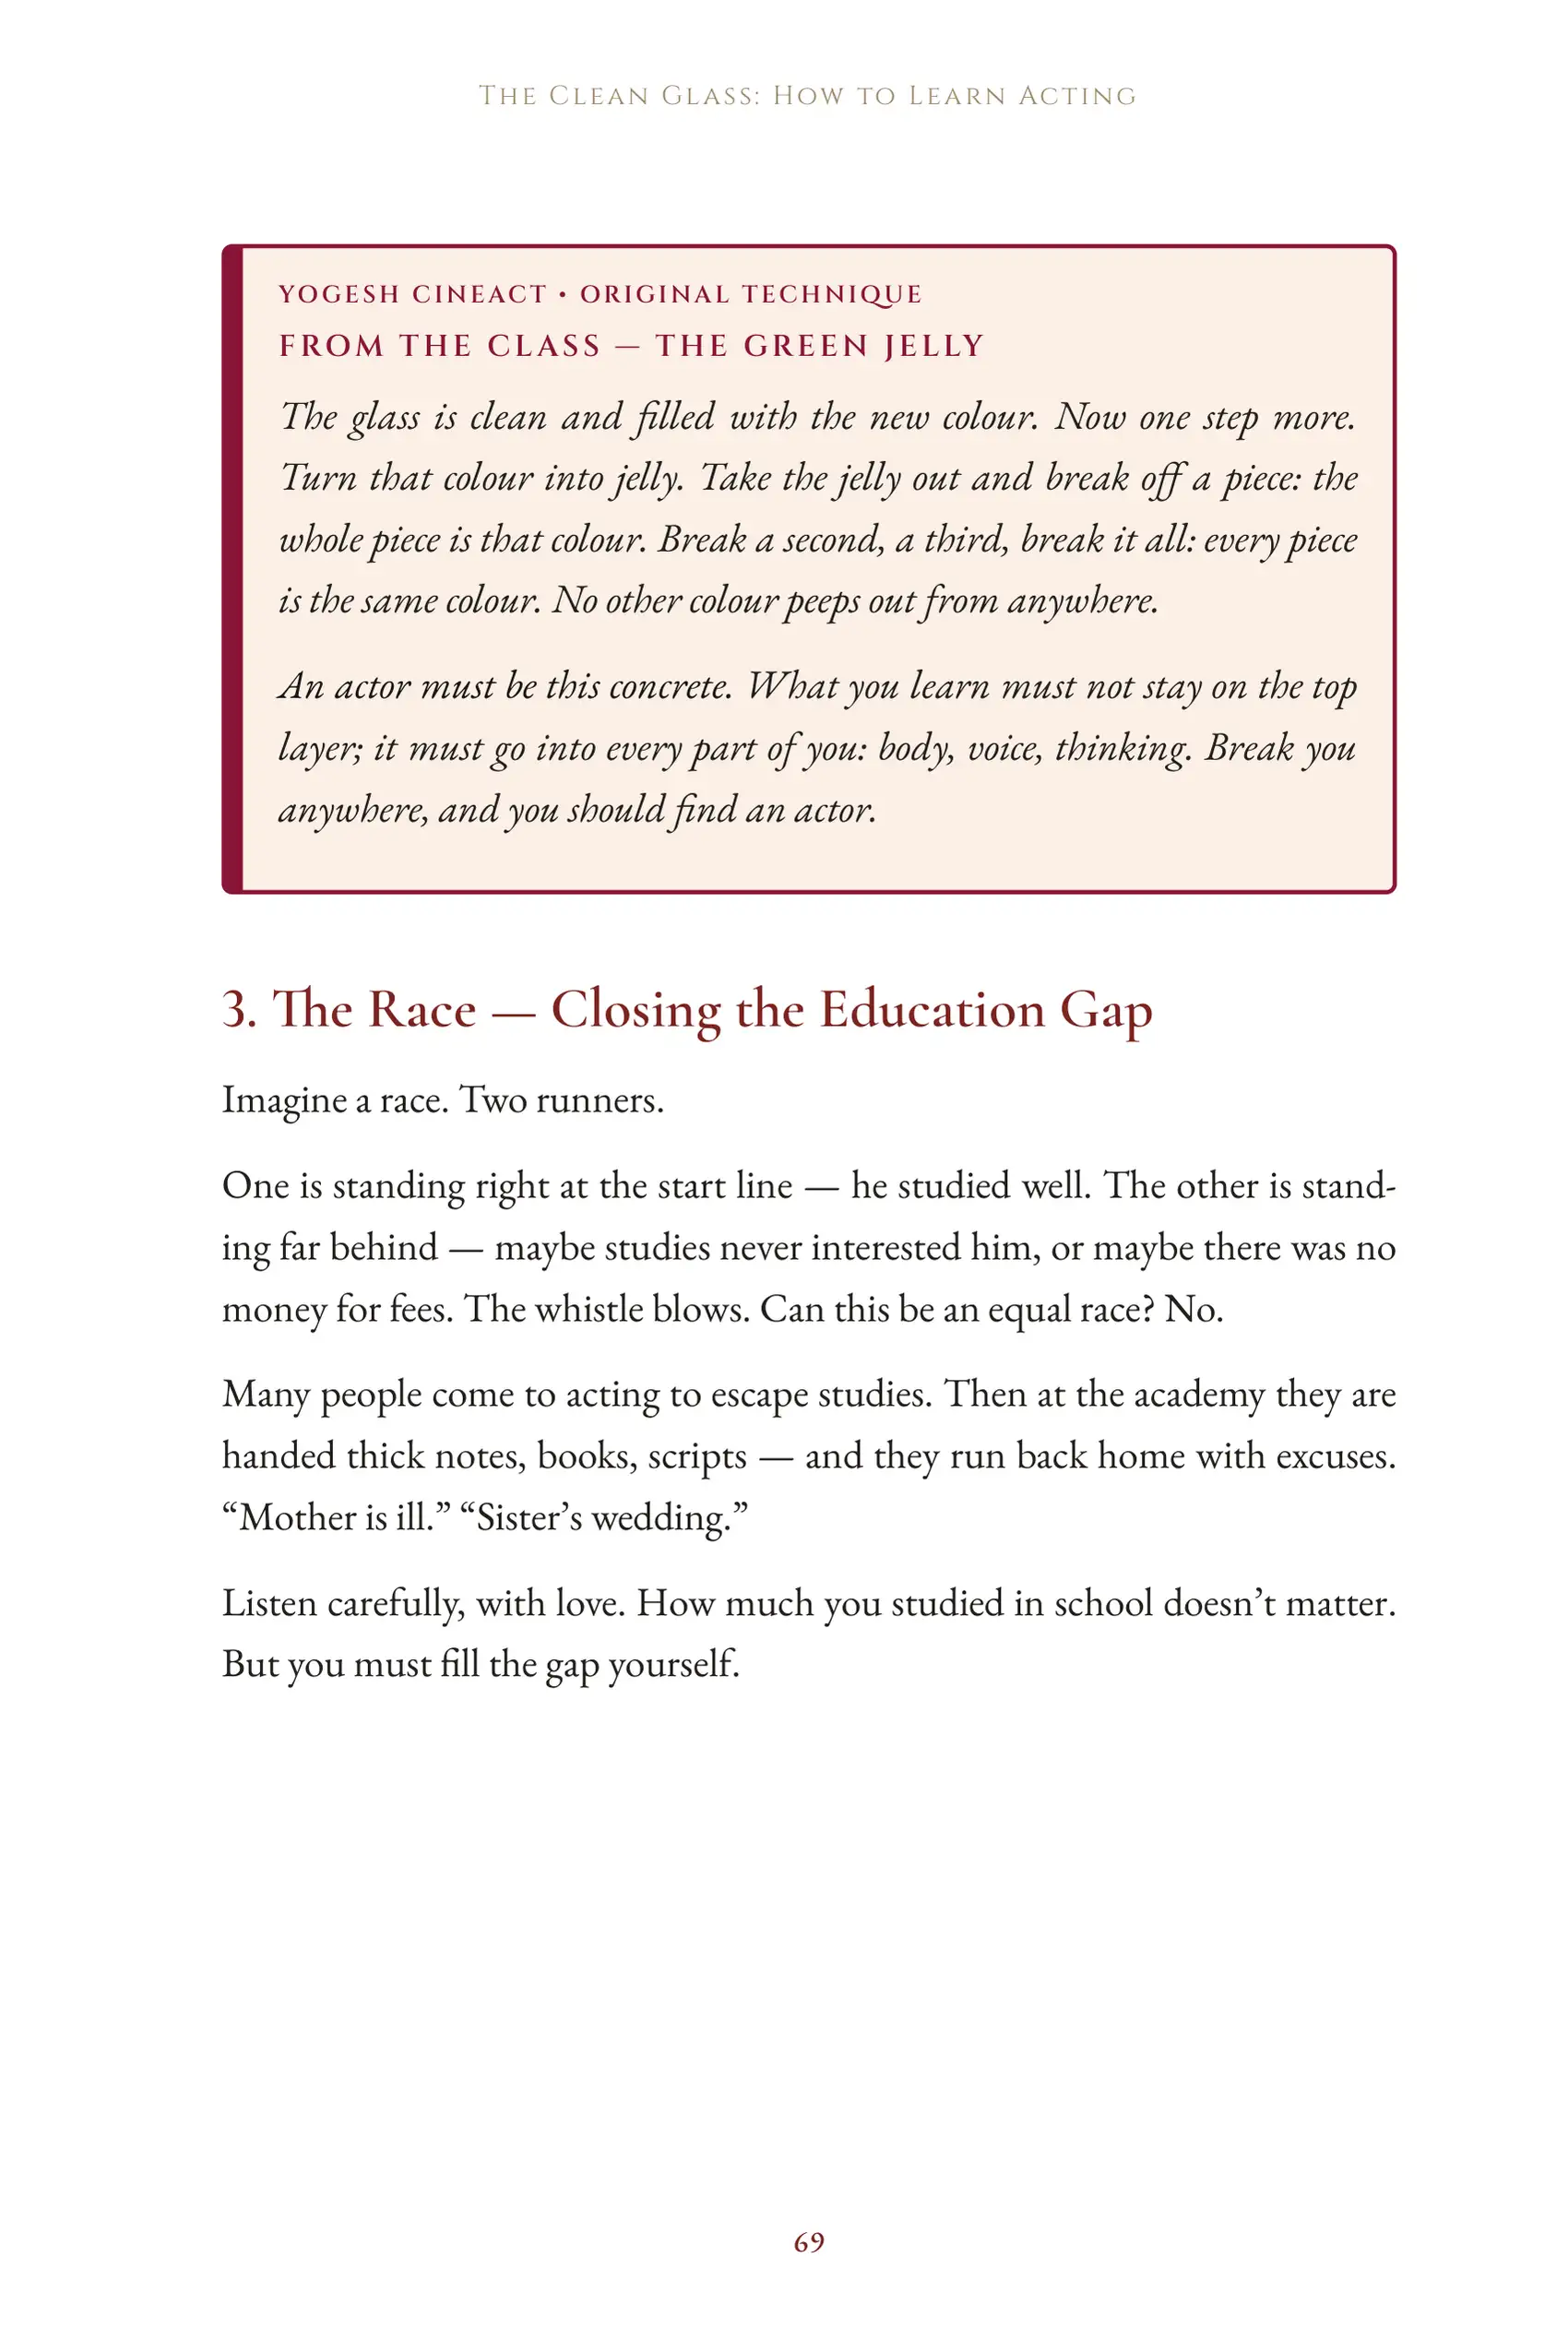 The Clean Glass: How to Learn Acting
YOGESH CINEACT • ORIGINAL TECHNIQUE
FROM THE CLASS — THE GREEN JELLY
The glass is clean and filled with the new colour. Now one step more.
Turn that colour into jelly. Take the jelly out and break off a piece: the
whole piece is that colour. Break a second, a third, break it all: every piece
is the same colour. No other colour peeps out from anywhere.
An actor must be this concrete. What you learn must not stay on the top
layer; it must go into every part of you: body, voice, thinking. Break you
anywhere, and you should find an actor.
3. The Race — Closing the Education Gap
Imagine a race. Two runners.
One is standing right at the start line — he studied well. The other is stand-
ing far behind — maybe studies never interested him, or maybe there was no
money for fees. The whistle blows. Can this be an equal race? No.
Many people come to acting to escape studies. Then at the academy they are
handed thick notes, books, scripts — and they run back home with excuses.
“Mother is ill.” “Sister’s wedding.”
Listen carefully, with love. How much you studied in school doesn’t matter.
But you must fill the gap yourself.
69